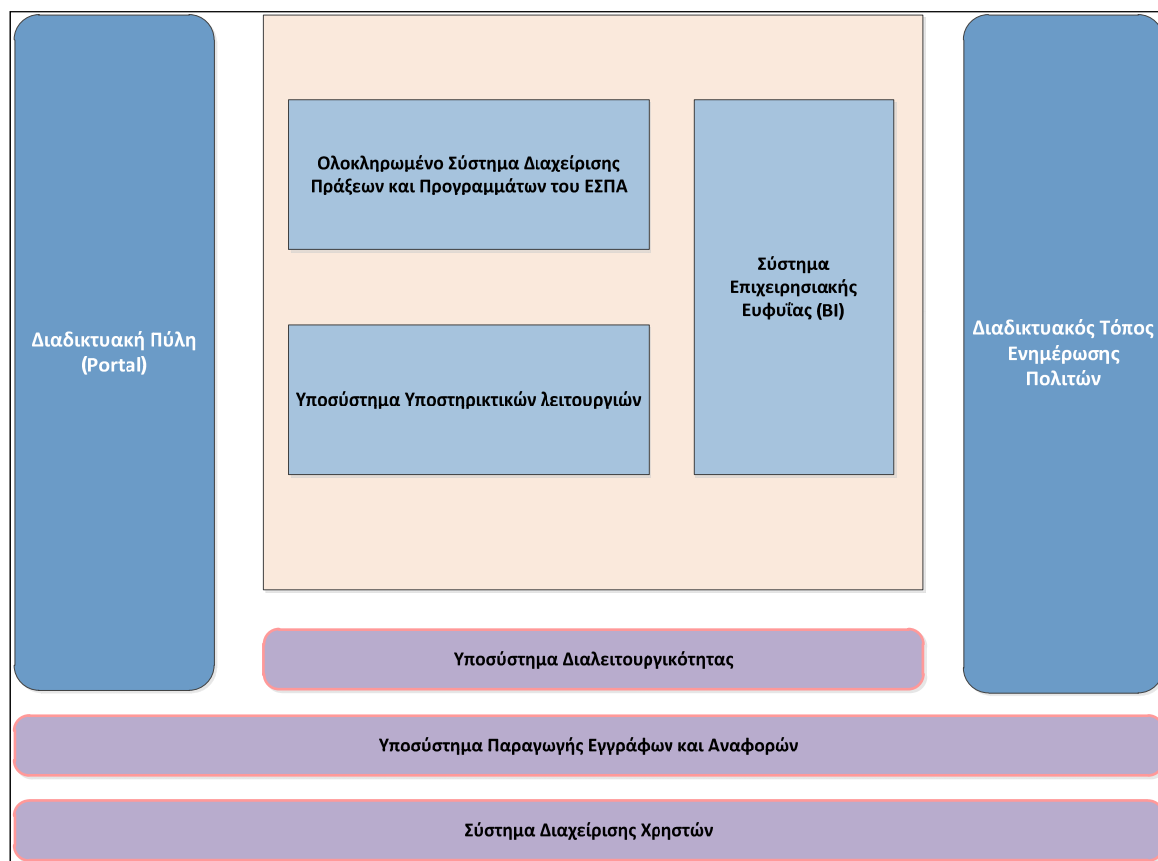 Διαδικτυακή Πύλη
(Portal)
Ολοκληρωμένο Σύστημα Διαχείρισης
Πράξεων και Προγραμμάτων του ΕΣΠΑ
Υποσύστημα Υποστηρικτικών λειτουργιών
Σύστημα
Επιχειρησιακής
Ευφυΐας (BI)
Διαδικτυακός Τόπος
Ενημέρωσης
Πολιτών
Υποσύστημα Διαλειτουργικότητας
Υποσύστημα Παραγωγής Εγγράφων και Αναφορών
Σύστημα Διαχείρισης Χρηστών